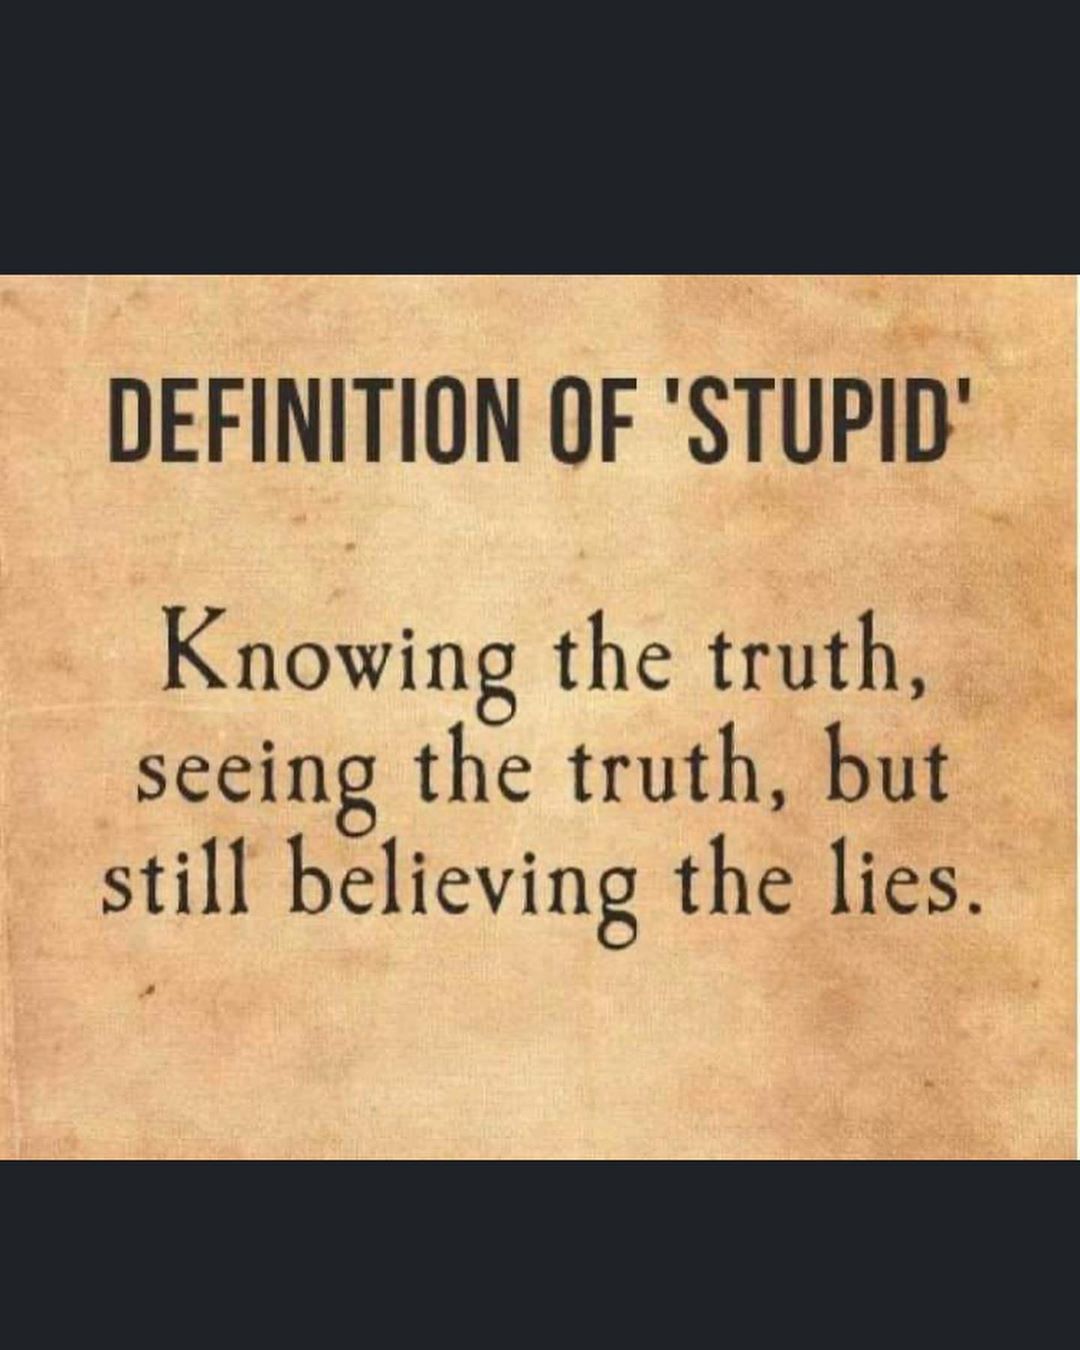 DEFINITION OF 'STUPID'
Knowing the truth,
seeing the truth, but
still believing the lies.